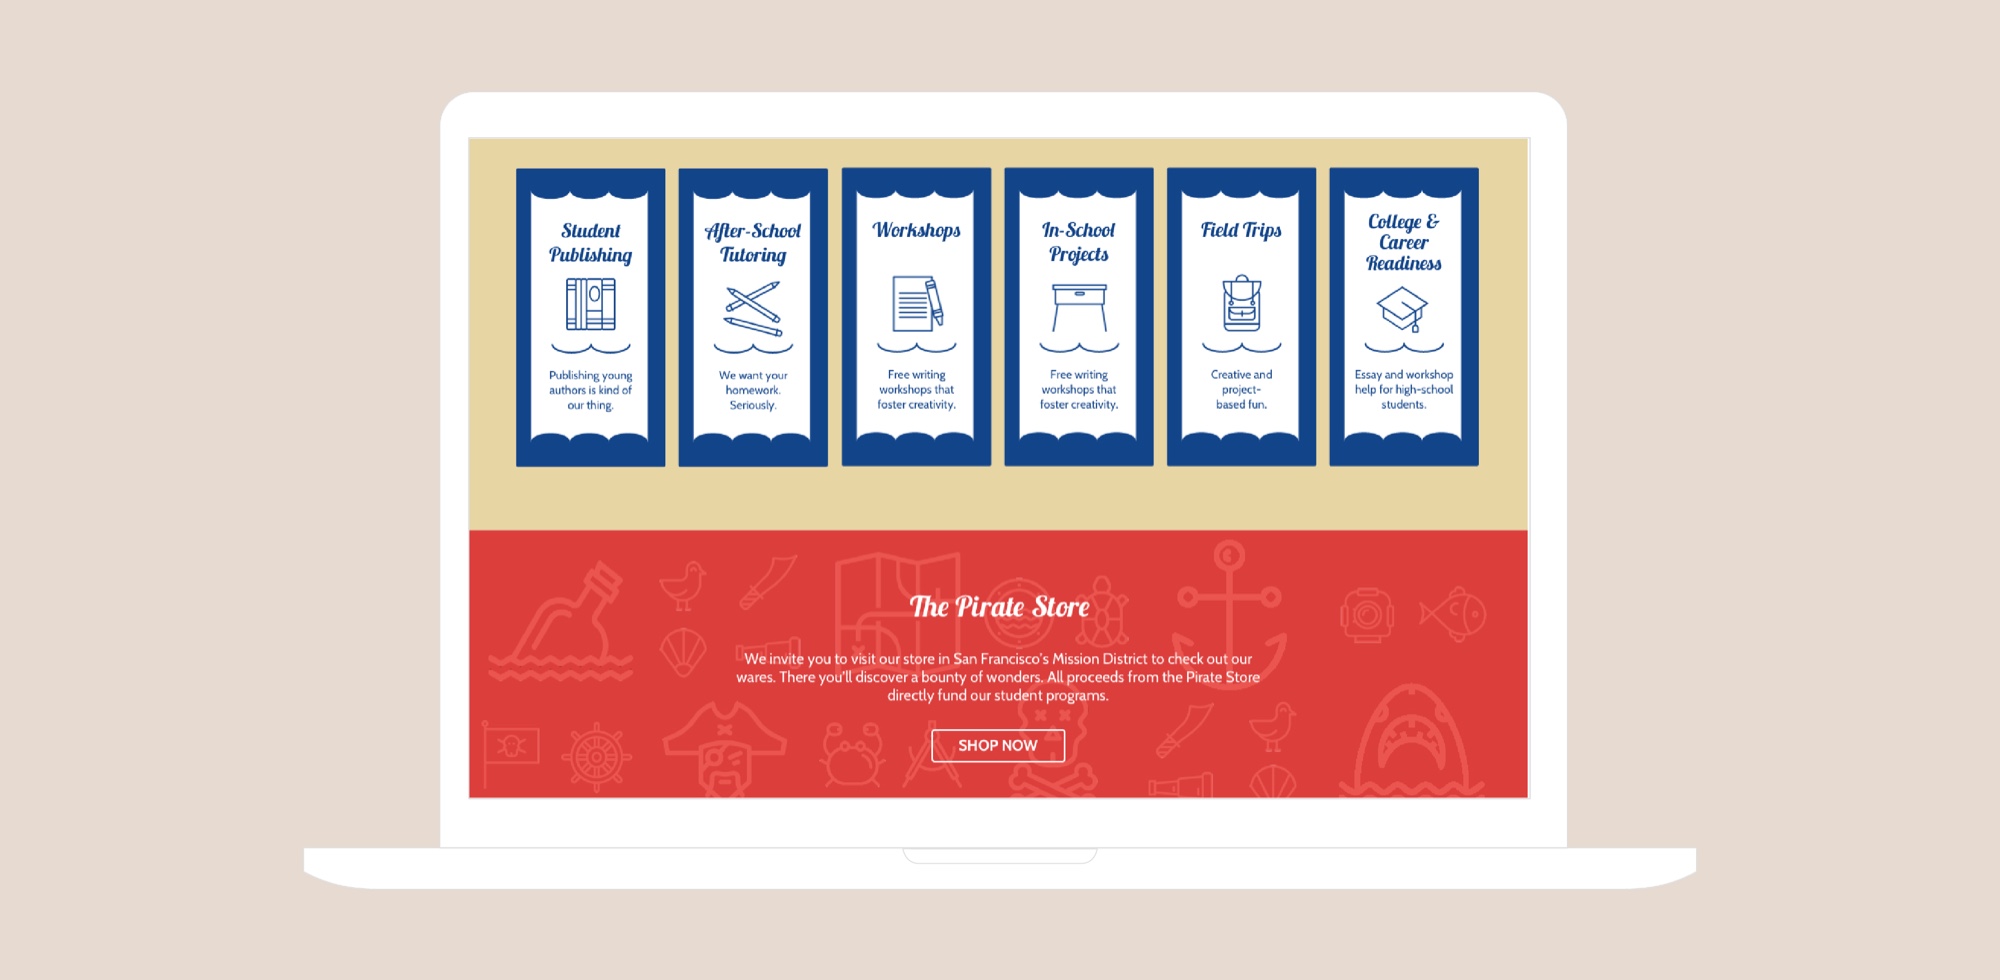 Student
Publishing
Publishing young
authors is kind of
our thing.
After-School
Tutoring
We want your
homework.
Seriously.
Workshops
Free writing
workshops that
foster creativity.
In-School
Projects
Free writing
workshops that
foster creativity.
Field Trips
Creative and
project-
based fun.
College &
Career
Readiness
Essay and workshop
help for high-school
students.
The Pirate Store
We invite you to visit our store in San Francisco's Mission District to check out our
wares. There you'll discover a bounty of wonders. All proceeds from the Pirate Store
directly fund our student programs.
SHOP NOW